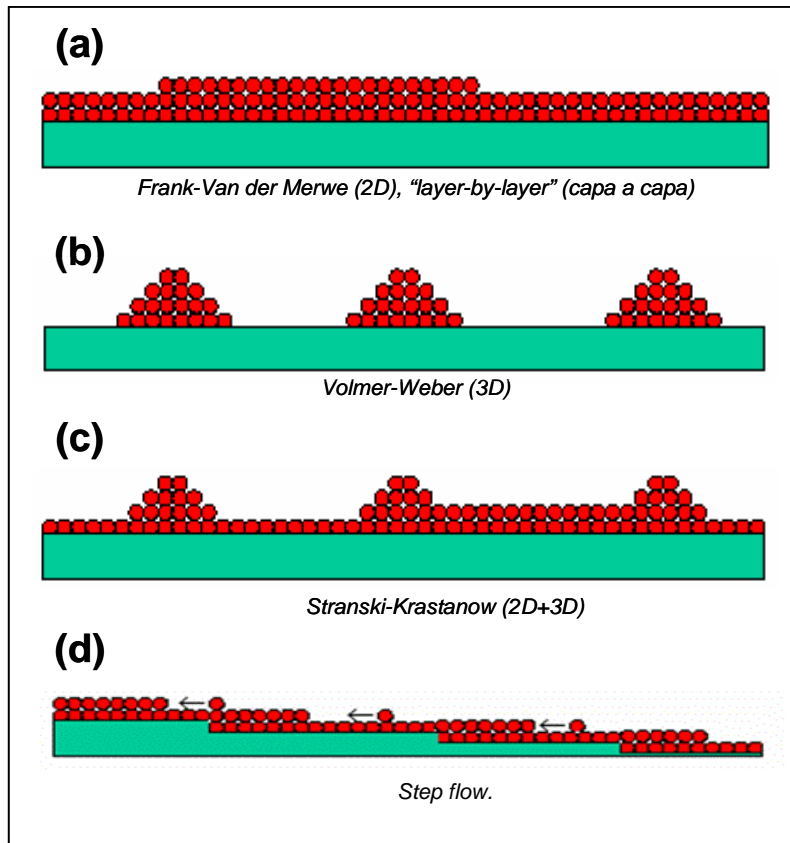 (a)
Frank-Van der Merwe (2D), “layer-by-layer” (capa a capa)
(b)
Volmer-Weber (3D)
(c)
Stranski-Krastanow (2D+3D)
(d)
Step flow.